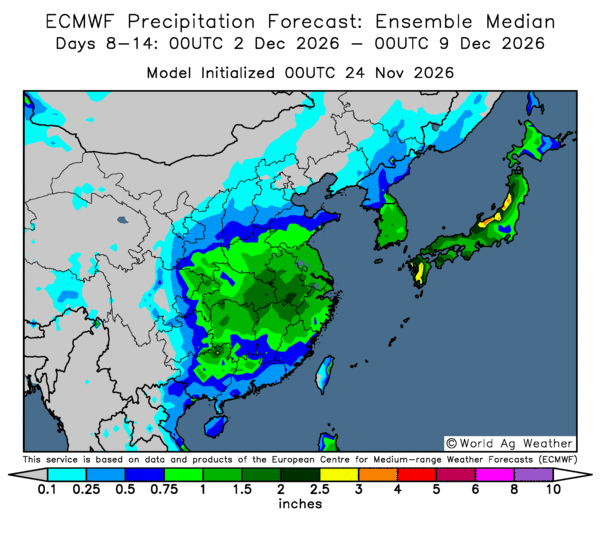 ECMWF Precipitation Forecast: Ensemble Median
Days 8−14: 00UTC 2 Dec 2026 − 00UTC 9 Dec 2026
Model Initialized 00UTC 24 Nov 2026
©World Ag Weather
This service is based on data and products of the European Centre for Medium-range Weather Forecasts (ECMWF)
0.1 0.25 0.5 0.75 1 1.5 2 2.5 3 4 5 6 8 10
inches